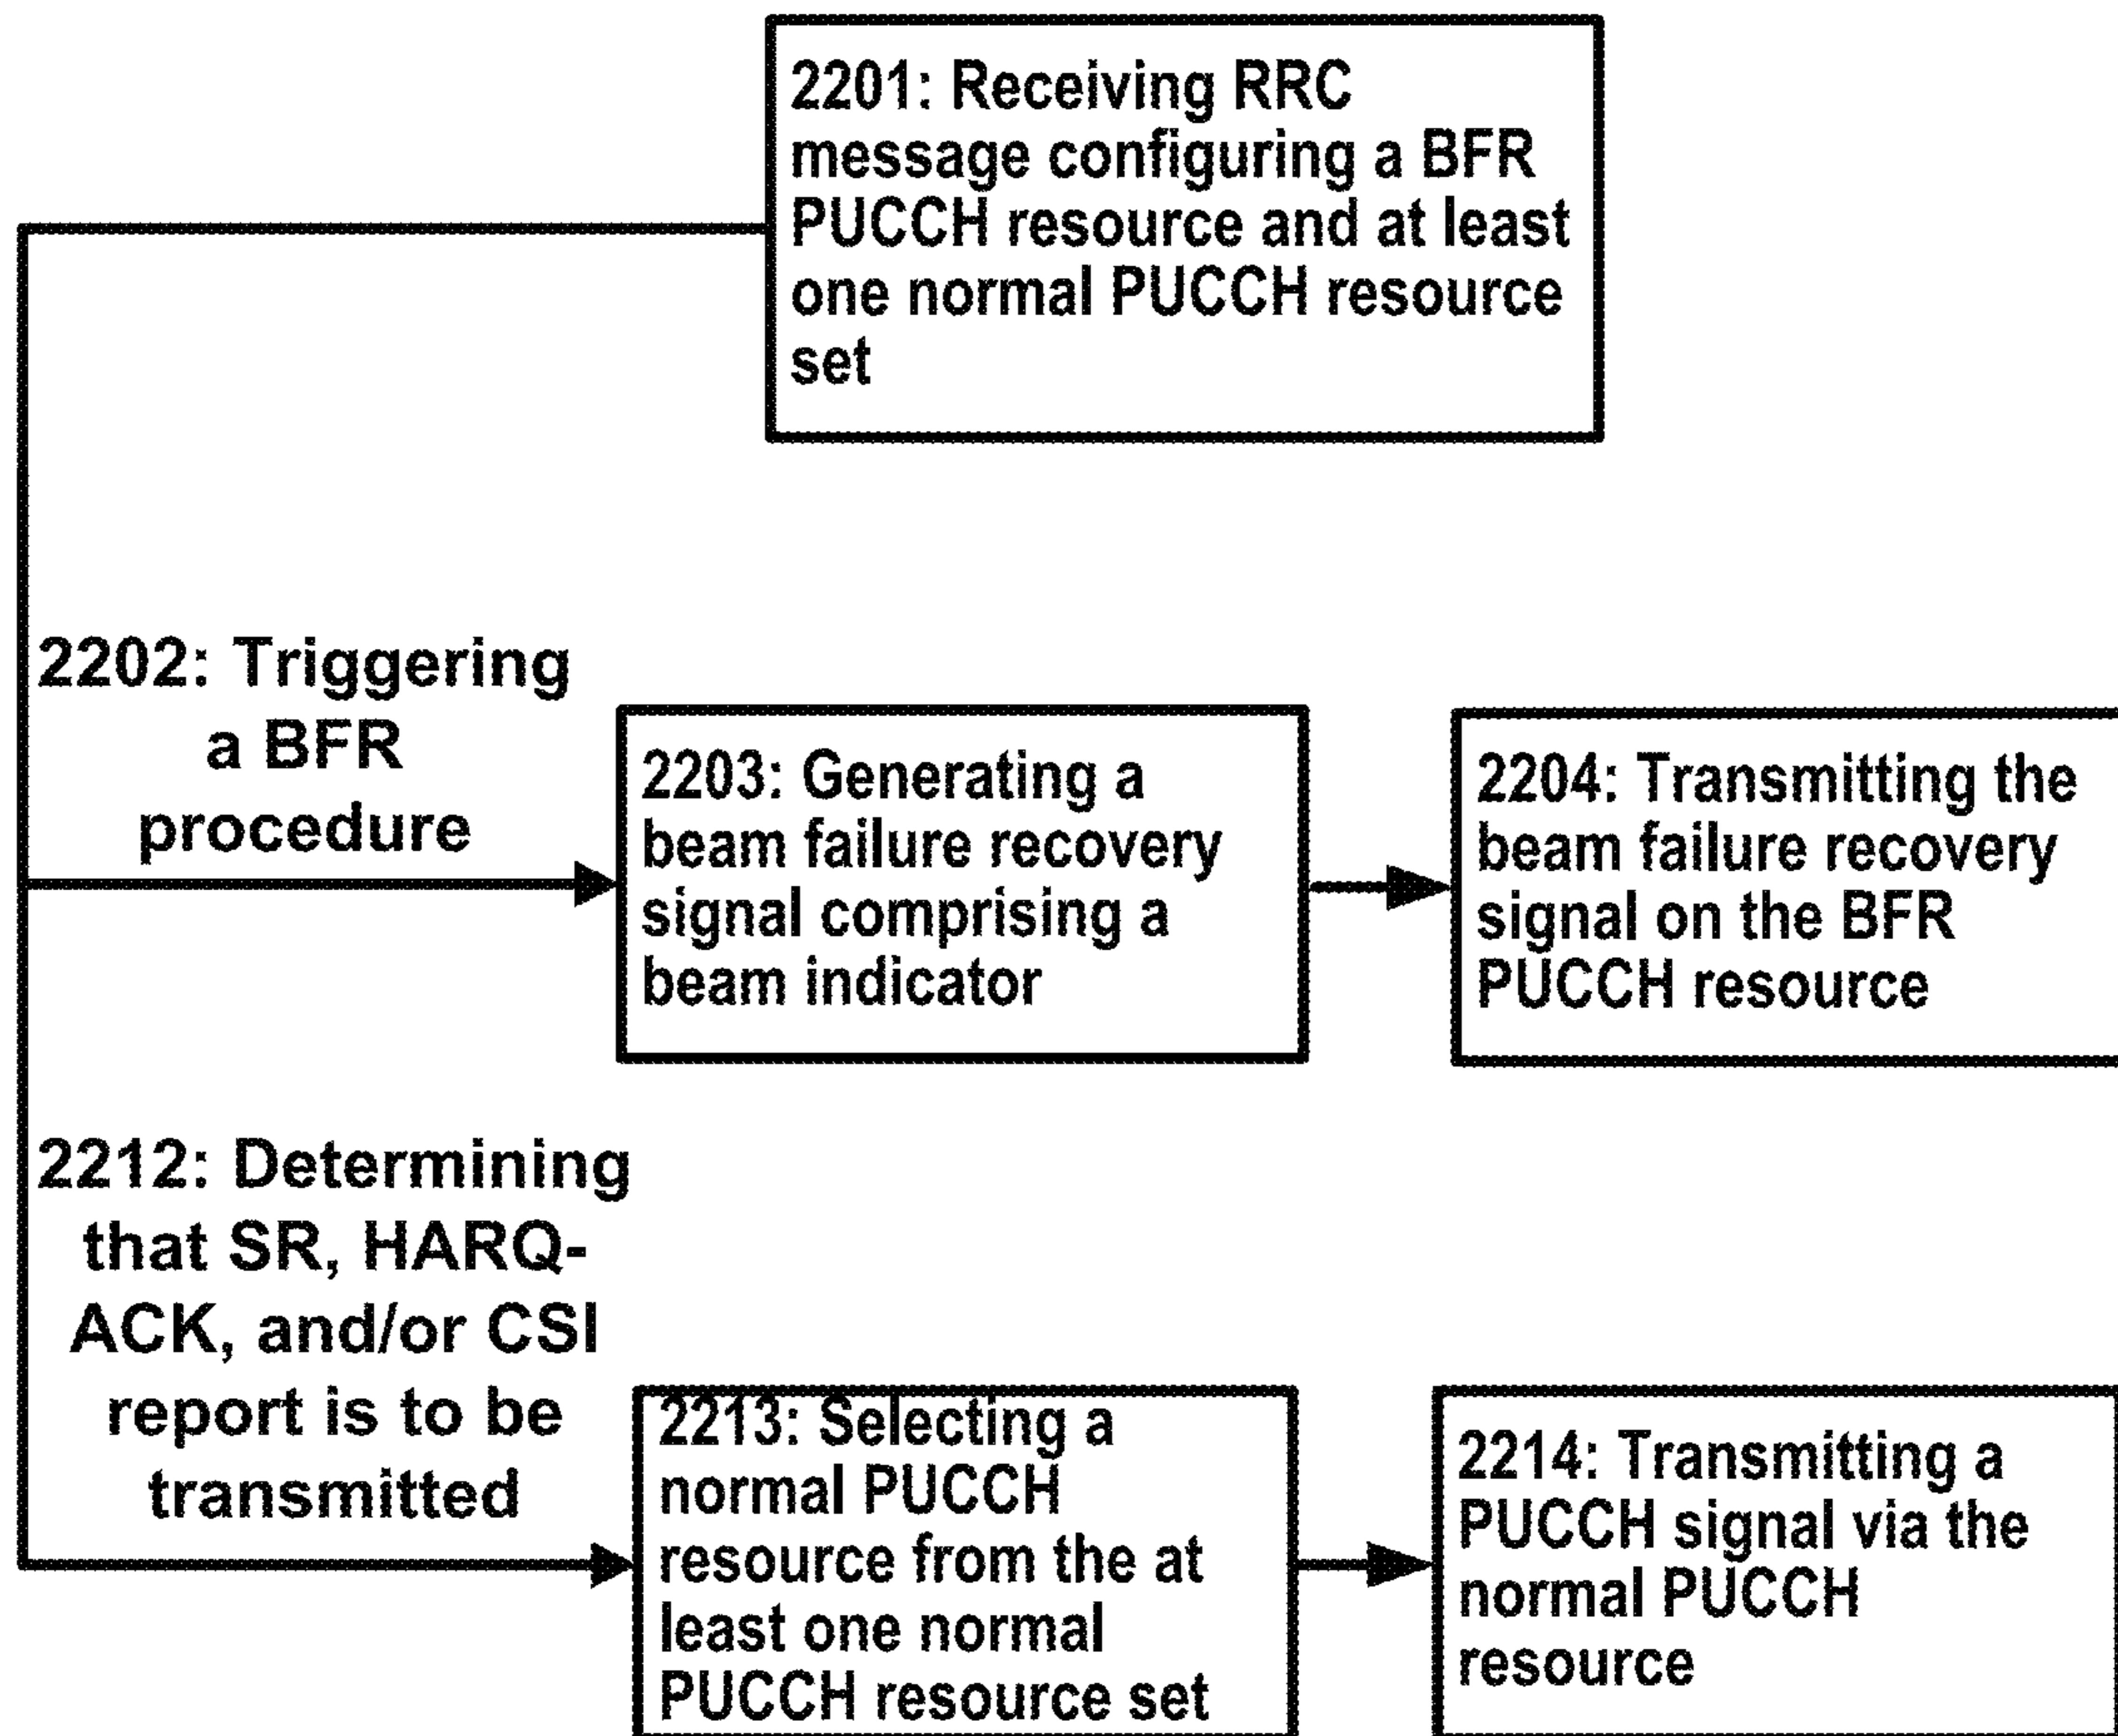 2201: Receiving RRC
message configuring a BFR
PUCCH resource and at least
one normal PUCCH resource
set
2202: Triggering
a BFR
procedure
2203: Generating a
beam failure recovery
signal comprising a
beam indicator
2204: Transmitting the
beam failure recovery
signal on the BFR
PUCCH resource
2212: Determining
that SR, HARQ-
ACK, and/or CSI
report is to be
transmitted
2213: Selecting a
normal PUCCH
resource from the at
least one normal
PUCCH resource set
2214: Transmitting a
PUCCH signal via the
normal PUCCH
resource